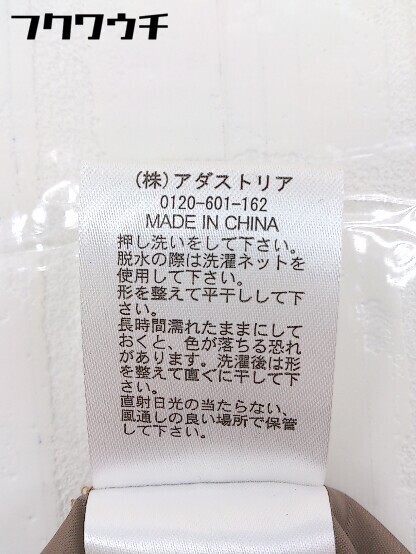 フクワウチ
(株)アダストリア
0120-601-162
MADE IN CHINA
押し洗いをして下さい。
脱水の際は洗濯ネットを
使用して下さい。
形を整えて平干しして下
さい。
長時間濡れたままにして
おくと、色が落ちる恐れ
があります。洗濯後は形
を整えて直ぐに干して下
さい。
直射日光の当たらない、
風通しの良い場所で保管
して下さい。